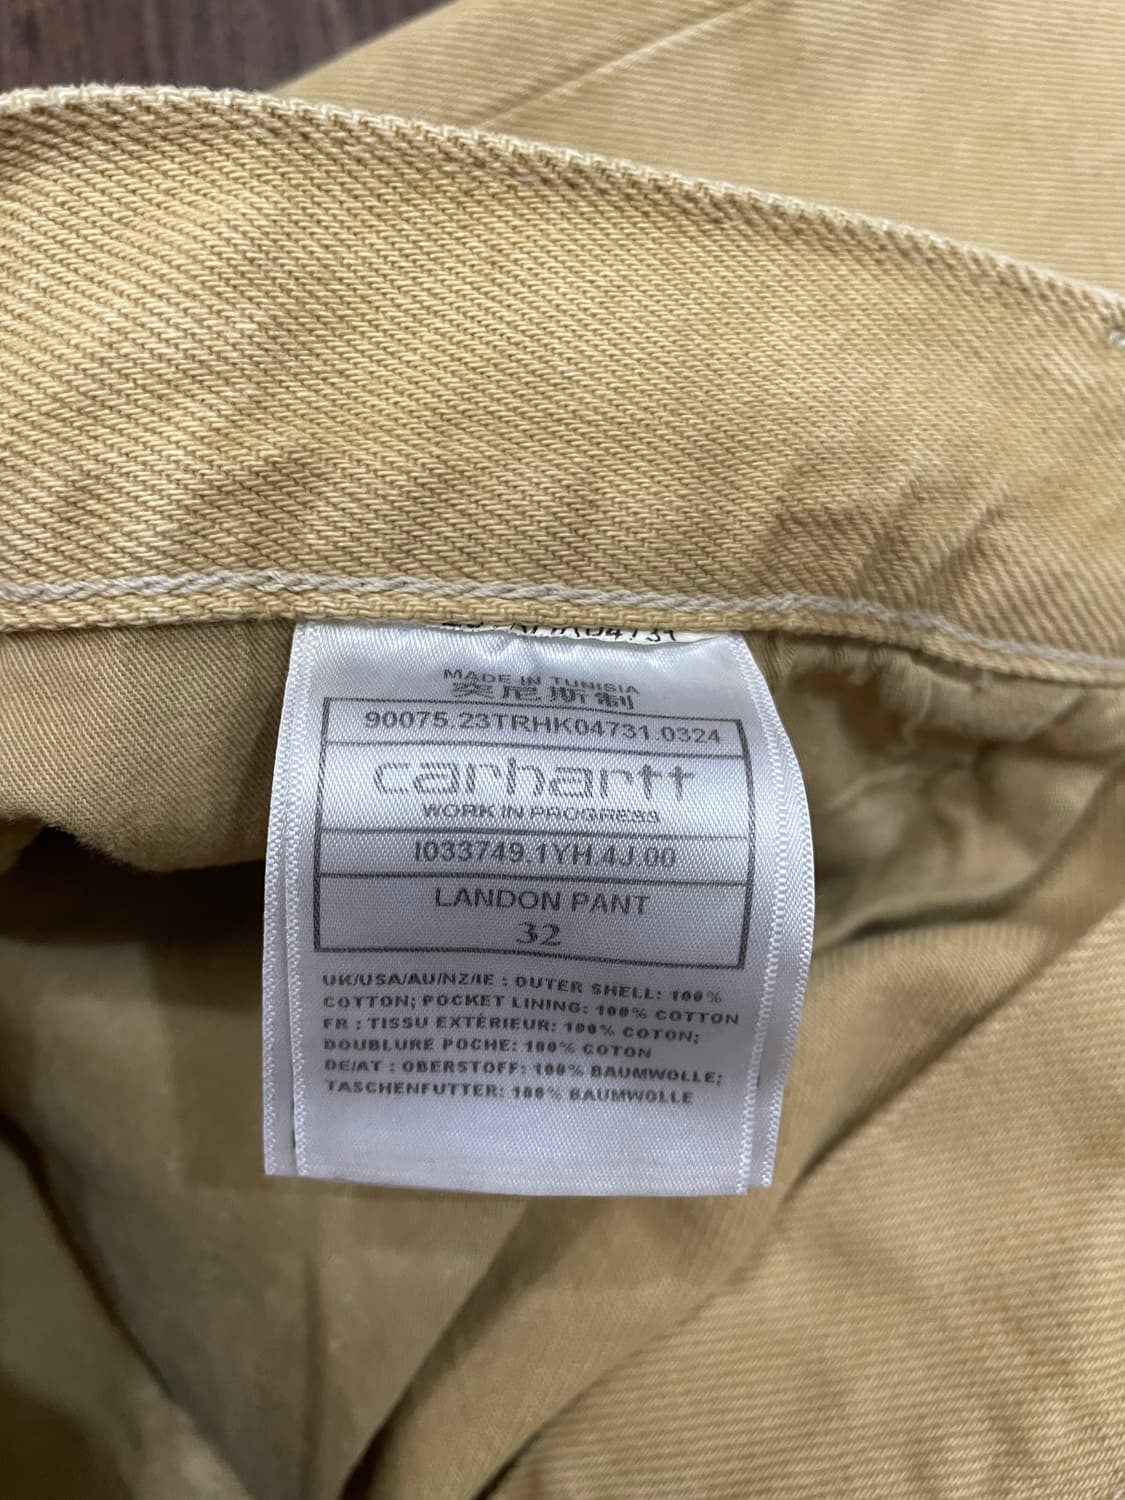 MADE IN TUNISIA
突尼斯制
90075.23TRHK04731.0324
carhartt
WORK IN PROGRESS
I033749.1YH.4J.00
LANDON PANT
32
UK/USA/AU/NZ/IE : OUTER SHELL: 100%
COTTON; POCKET LINING: 100% COTTON
FR : TISSU EXTÉRIEUR: 100% COTON;
DOUBLURE POCHE: 100% COTON
DE/AT : OBERSTOFF: 100% BAUMWOLLE;
TASCHENFUTTER: 100% BAUMWOLLE